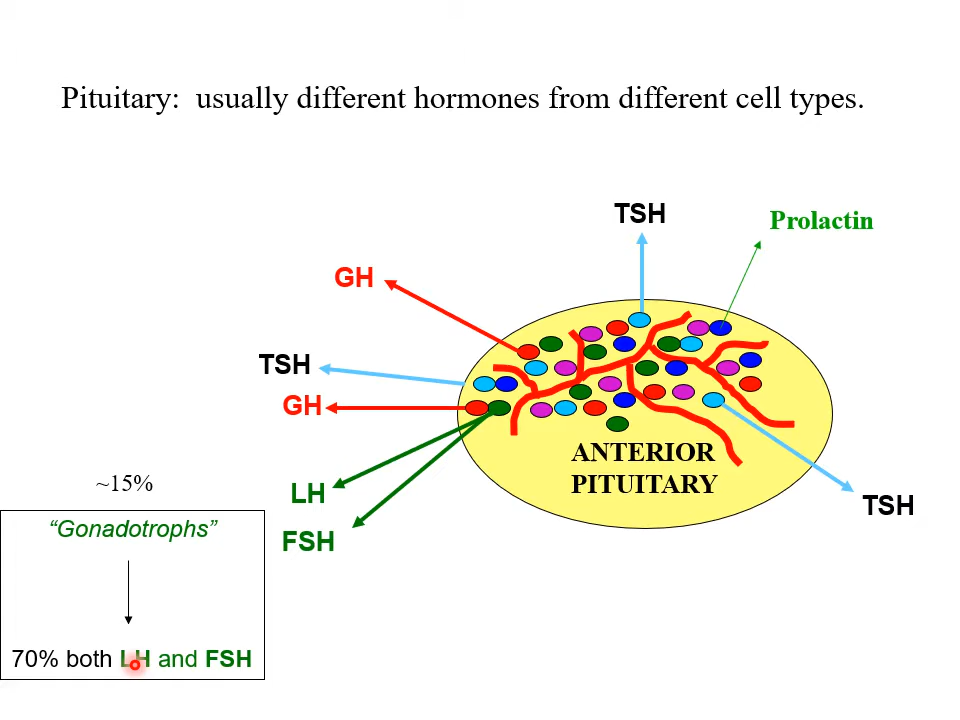 Pituitary: usually different hormones from different cell types.
TSH
Prolactin
GH
TSH
GH
ANTERIOR
PITUITARY
~15%
LH
TSH
“Gonadotrophs”
FSH
70% both LH and FSH